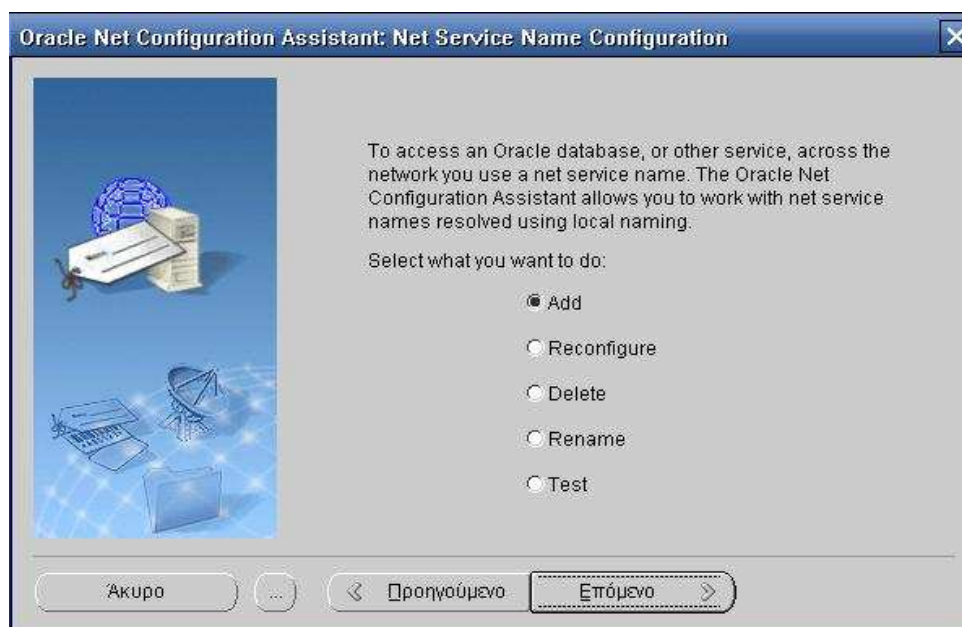 Oracle Net Configuration Assistant: Net Service Name Configuration
To access an Oracle database, or other service, across the
network you use a net service name. The Oracle Net
Configuration Assistant allows you to work with net service
names resolved using local naming.
Select what you want to do:
Add
Reconfigure
Delete
Rename
Test
Άκυρο
...
Προηγούμενο
Επόμενο